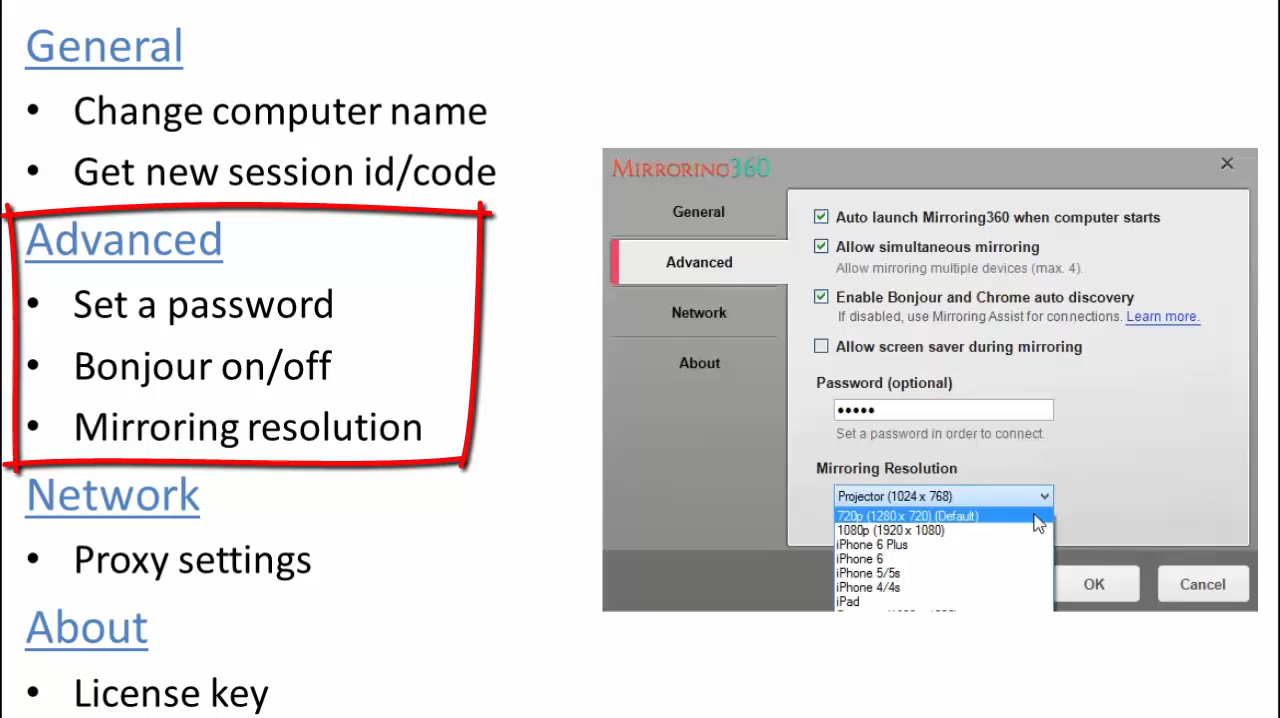 General
• Change computer name
• Get new session id/code
Advanced
• Set a password
• Bonjour on/off
• Mirroring resolution
Network
• Proxy settings
About
• License key
MIRRORING360
General
Advanced
Network
About
Auto launch Mirroring360 when computer starts
Allow simultaneous mirroring
Allow mirroring multiple devices (max. 4).
Enable Bonjour and Chrome auto discovery
If disabled, use Mirroring Assist for connections. Learn more.
Allow screen saver during mirroring
Password (optional)
•••••
Set a password in order to connect.
Mirroring Resolution
Projector (1024 x 768)
720p (1280 x 720) (Default)
1080p (1920 x 1080)
iPhone 6 Plus
iPhone 6
iPhone 5/5s
iPhone 4/4s
iPad
OK
Cancel